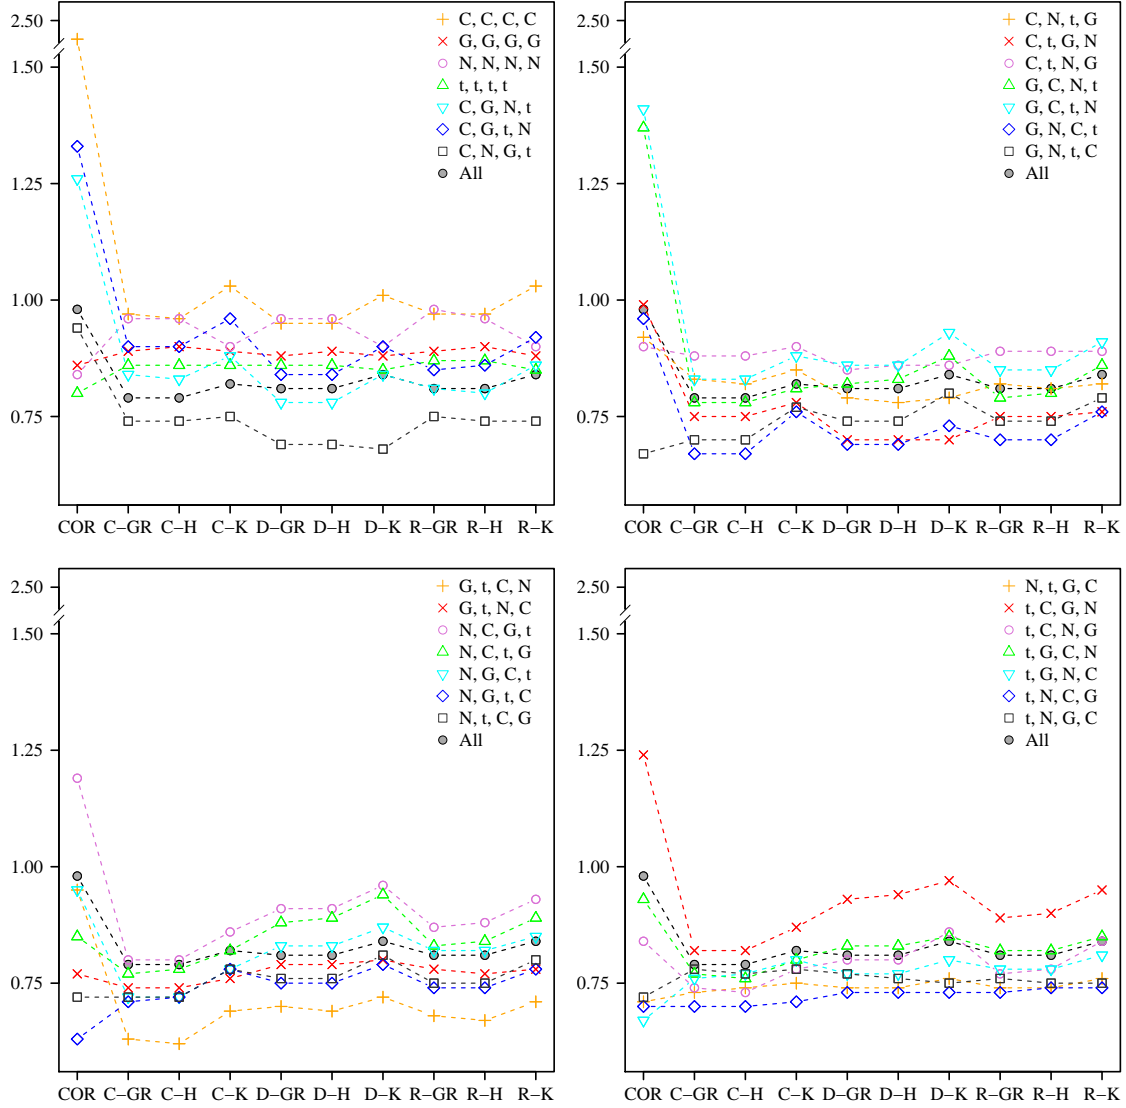 2.50
1.50
1.25
1.00
0.75
C, C, C, C
G, G, G, G
N, N, N, N
t, t, t, t
C, G, N, t
C, G, t, N
C, N, G, t
All
COR C−GR C−H C−K D−GR D−H D−K R−GR R−H R−K
2.50
1.50
1.25
1.00
0.75
C, N, t, G
C, t, G, N
C, t, N, G
G, C, N, t
G, C, t, N
G, N, C, t
G, N, t, C
All
COR C−GR C−H C−K D−GR D−H D−K R−GR R−H R−K
2.50
1.50
1.25
1.00
0.75
G, t, C, N
G, t, N, C
N, C, G, t
N, C, t, G
N, G, C, t
N, G, t, C
N, t, C, G
All
COR C−GR C−H C−K D−GR D−H D−K R−GR R−H R−K
2.50
1.50
1.25
1.00
0.75
N, t, G, C
t, C, G, N
t, C, N, G
t, G, C, N
t, G, N, C
t, N, C, G
t, N, G, C
All
COR C−GR C−H C−K D−GR D−H D−K R−GR R−H R−K